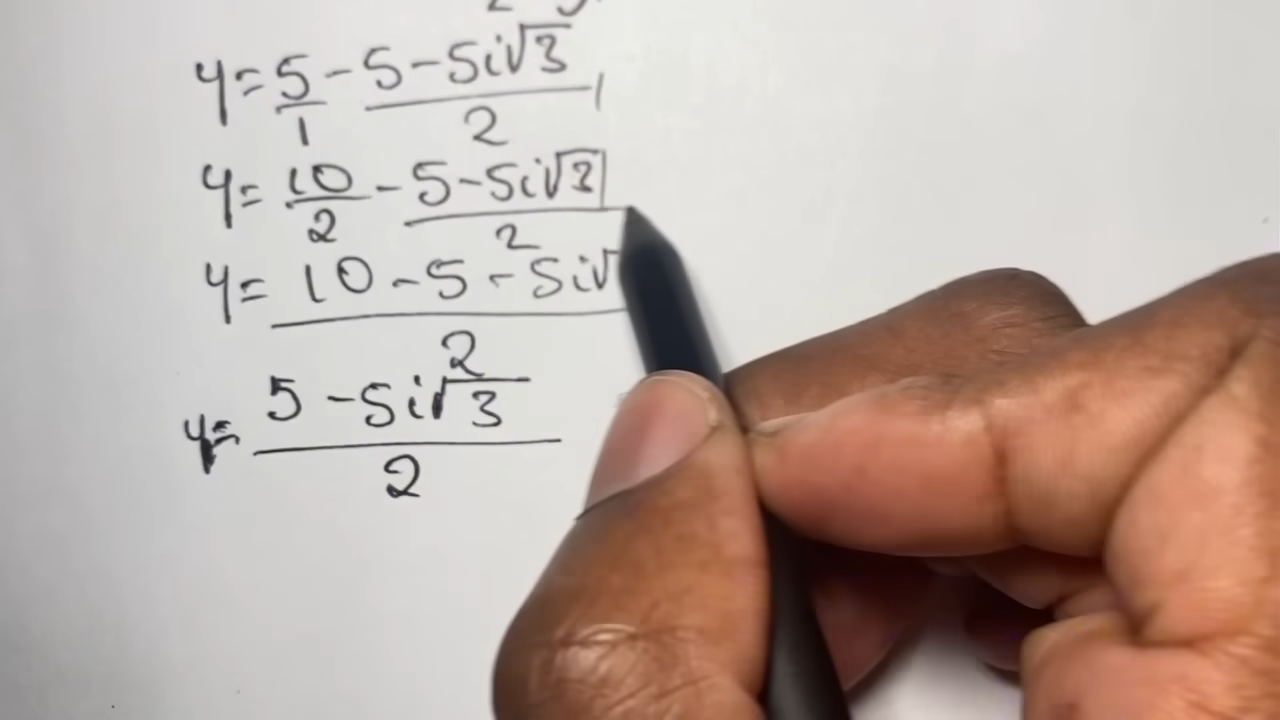 y = 5/1 - (5 - 5i√3)/2
y = 10/2 - (5 - 5i√3)/2
y = (10 - 5 - 5i√)/2
y = (5 - 5i√3)/2